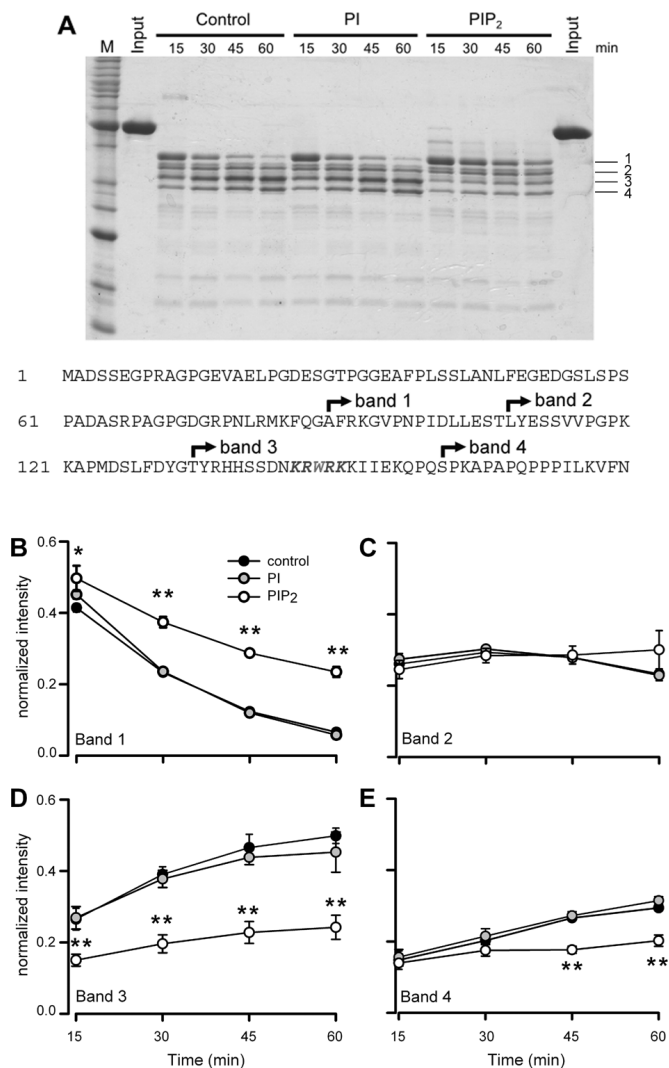 A
Control PI PIP2
M Input 15 30 45 60 15 30 45 60 15 30 45 60 min Input
1
2
3
4
1 MADSSEGPRAGPGEVAELPGDESGTPGGEAFPLSSLANLFEGEDGSLSPS
band 1 band 2
61 PADASRPAGPGDGRPNLRMKFQGAFRKGVPNPIDLLESTLYESSVVPGPK
band 3 band 4
121 KAPMDSLFDYGTYRHHSSDNKRWRKKIIEKQPQSPKAPAPQPPPILKVFN
B
0.6
0.4
0.2
0.0
normalized intensity
* ** ** **
control
PI
PIP2
Band 1
C
Band 2
D
0.6
0.4
0.2
0.0
normalized intensity
** ** ** **
Band 3
15 30 45 60
Time (min)
E
** **
Band 4
15 30 45 60
Time (min)